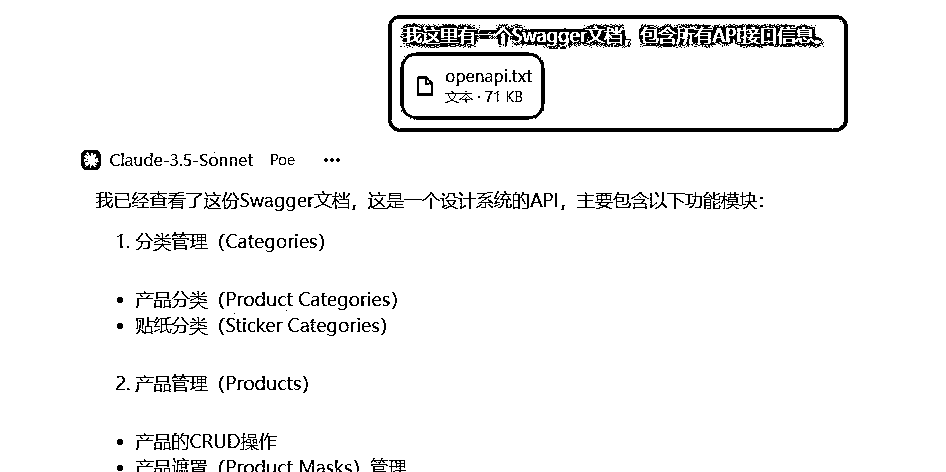 我这里有一个Swagger文档，包含所有API接口信息。
openapi.txt
文本 · 71 KB
Claude-3.5-Sonnet Poe •••
我已经查看了这份Swagger文档，这是一个设计系统的API，主要包含以下功能模块：
1. 分类管理（Categories）
• 产品分类（Product Categories）
• 贴纸分类（Sticker Categories）
2. 产品管理（Products）
• 产品的CRUD操作
• 产品遮罩（Product Masks）管理